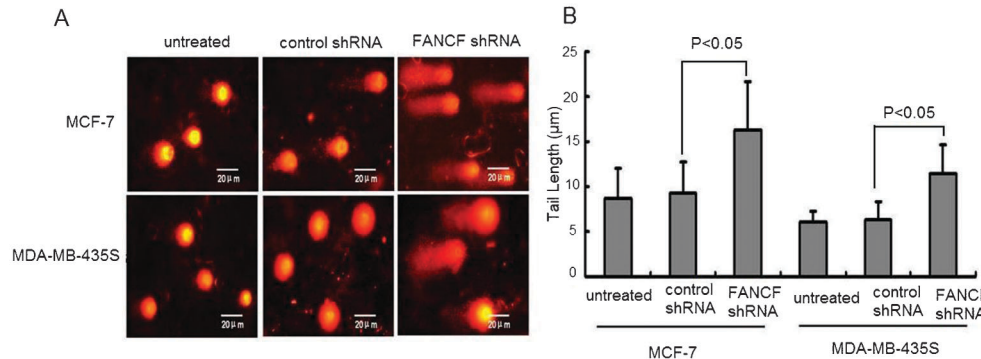 A
untreated
control shRNA
FANCF shRNA
MCF-7
20 μm
20 μm
20 μm
MDA-MB-435S
20 μm
20 μm
20 μm
B
Tail Length (μm)
25
20
15
10
5
0
P<0.05
P<0.05
untreated
control
shRNA
FANCF
shRNA
untreated
control
shRNA
FANCF
shRNA
MCF-7
MDA-MB-435S